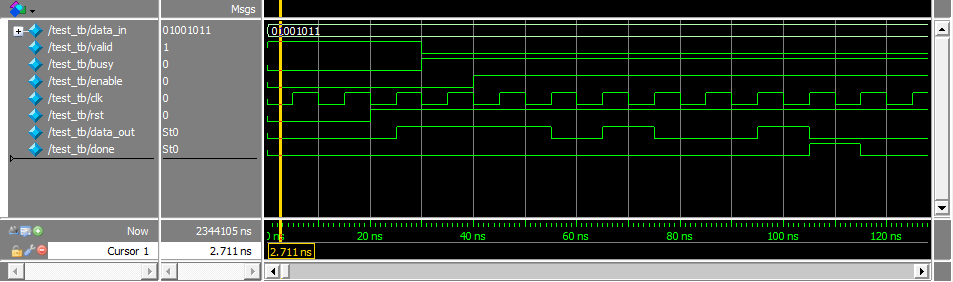 Msgs
/test_tb/data_in 01001011 01001011
/test_tb/valid 1
/test_tb/busy 0
/test_tb/enable 0
/test_tb/clk 0
/test_tb/rst 0
/test_tb/data_out St0
/test_tb/done St0
Now 2344105 ns ns 20 ns 40 ns 60 ns 80 ns 100 ns 120 ns
Cursor 1 2.711 ns 2.711 ns